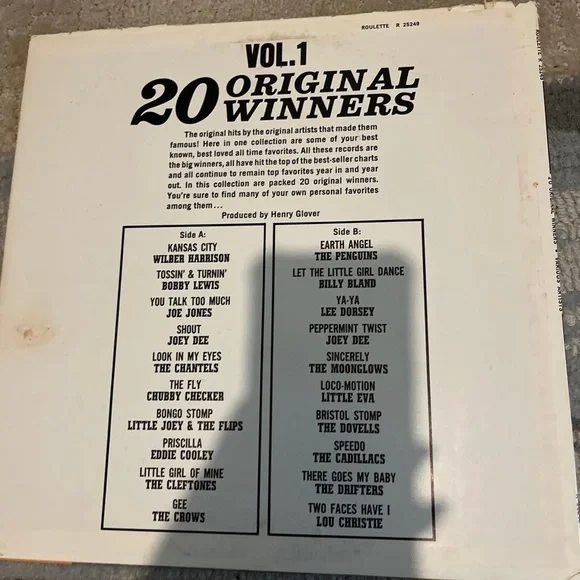 ROULETTE R 25249
VOL.1
20 ORIGINAL
WINNERS
The original hits by the original artists that made them
famous! Here in one collection are some of your best
known, best loved all time favorites. All these records are
the big winners, all have hit the top of the best-seller charts
and all continue to remain top favorites year in and year
out. In this collection are packed 20 original winners.
You're sure to find many of your own personal favorites
among them...
Produced by Henry Glover
Side A:
KANSAS CITY
WILBER HARRISON
TOSSIN' & TURNIN'
BOBBY LEWIS
YOU TALK TOO MUCH
JOE JONES
SHOUT
JOEY DEE
LOOK IN MY EYES
THE CHANTELS
THE FLY
CHUBBY CHECKER
BONGO STOMP
LITTLE JOEY & THE FLIPS
PRISCILLA
EDDIE COOLEY
LITTLE GIRL OF MINE
THE CLEFTONES
GEE
THE CROWS
Side B:
EARTH ANGEL
THE PENGUINS
LET THE LITTLE GIRL DANCE
BILLY BLAND
YA-YA
LEE DORSEY
PEPPERMINT TWIST
JOEY DEE
SINCERELY
THE MOONGLOWS
LOCO-MOTION
LITTLE EVA
BRISTOL STOMP
THE DOVELLS
SPEEDO
THE CADILLACS
THERE GOES MY BABY
THE DRIFTERS
TWO FACES HAVE I
LOU CHRISTIE
ROULETTE R 25249
20 ORIGINAL WINNERS • VARIOUS ARTISTS